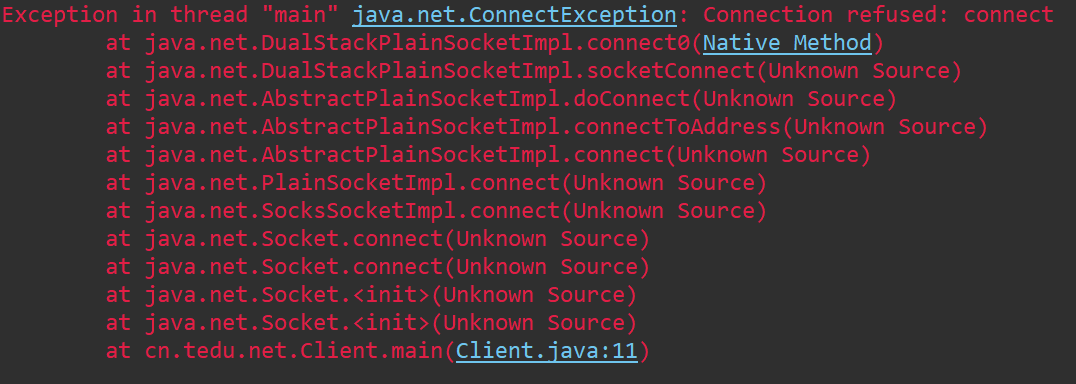 Exception in thread "main" java.net.ConnectException: Connection refused: connect
at java.net.DualStackPlainSocketImpl.connect0(Native Method)
at java.net.DualStackPlainSocketImpl.socketConnect(Unknown Source)
at java.net.AbstractPlainSocketImpl.doConnect(Unknown Source)
at java.net.AbstractPlainSocketImpl.connectToAddress(Unknown Source)
at java.net.AbstractPlainSocketImpl.connect(Unknown Source)
at java.net.PlainSocketImpl.connect(Unknown Source)
at java.net.SocksSocketImpl.connect(Unknown Source)
at java.net.Socket.connect(Unknown Source)
at java.net.Socket.connect(Unknown Source)
at java.net.Socket.<init>(Unknown Source)
at java.net.Socket.<init>(Unknown Source)
at cn.tedu.net.Client.main(Client.java:11)